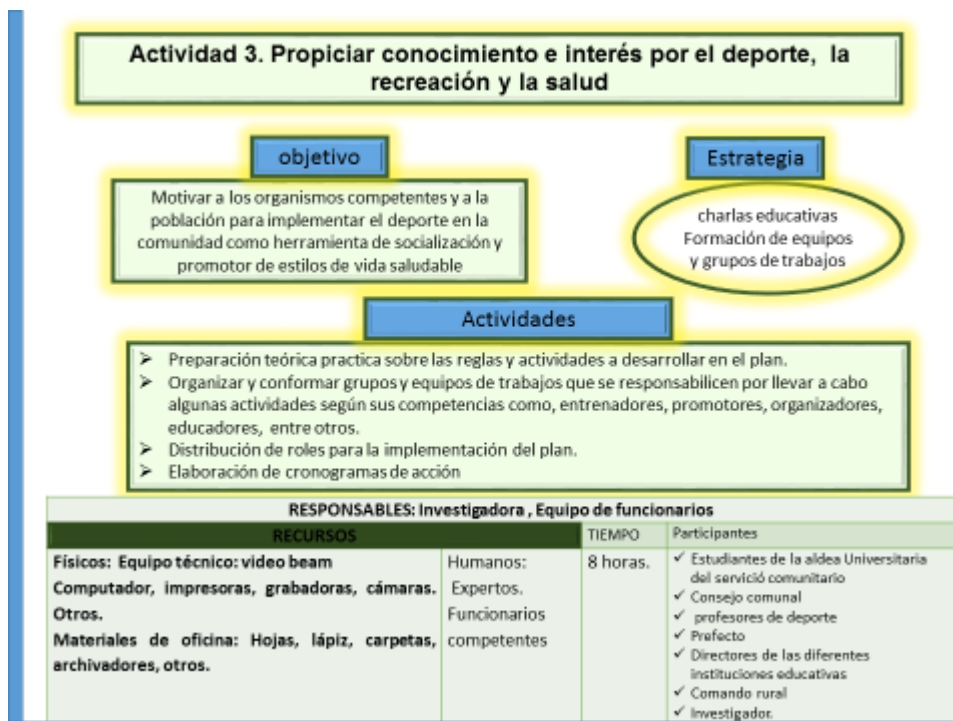 Actividad 3. Propiciar conocimiento e interés por el deporte, la
recreación y la salud
objetivo
Motivar a los organismos competentes y a la
población para implementar el deporte en la
comunidad como herramienta de socialización y
promotor de estilos de vida saludable
Estrategia
charlas educativas
Formación de equipos
y grupos de trabajos
Actividades
➢ Preparación teórica practica sobre las reglas y actividades a desarrollar en el plan.
➢ Organizar y conformar grupos y equipos de trabajos que se responsabilicen por llevar a cabo
algunas actividades según sus competencias como, entrenadores, promotores, organizadores,
educadores, entre otros.
➢ Distribución de roles para la implementación del plan.
➢ Elaboración de cronogramas de acción
RESPONSABLES: Investigadora , Equipo de funcionarios
RECURSOS
TIEMPO
Participantes
Físicos: Equipo técnico: video beam
Computador, impresoras, grabadoras, cámaras.
Otros.
Materiales de oficina: Hojas, lápiz, carpetas,
archivadores, otros.
Humanos:
Expertos.
Funcionarios
competentes
8 horas.
✓ Estudiantes de la aldea Universitaria
del servició comunitario
✓ Consejo comunal
✓ profesores de deporte
✓ Prefecto
✓ Directores de las diferentes
instituciones educativas
✓ Comando rural
✓ Investigador.